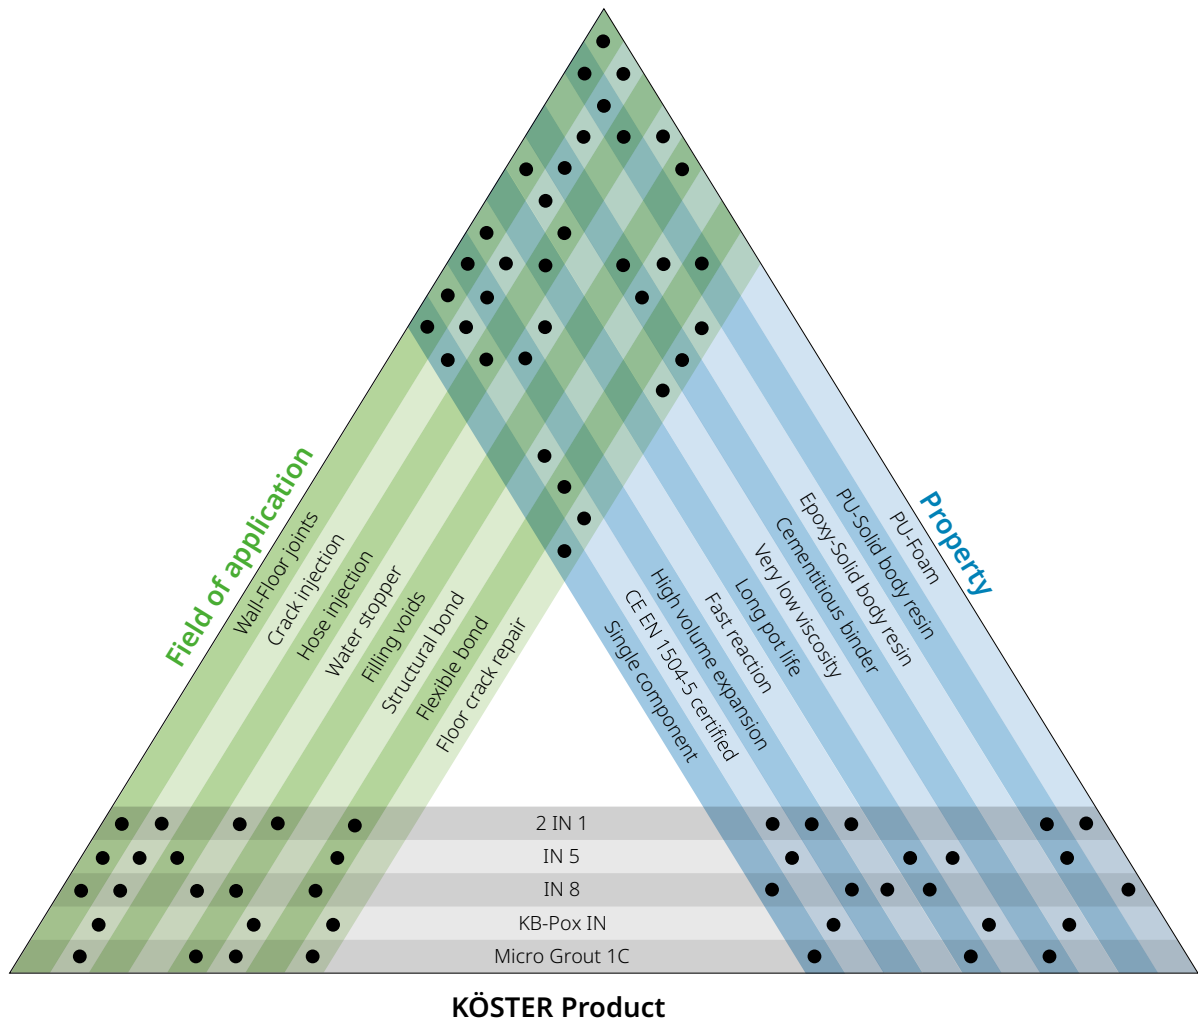 Field of application
Wall-Floor joints
Crack injection
Hose injection
Water stopper
Filling voids
Structural bond
Flexible bond
Floor crack repair
Property
PU-Foam
PU-Solid body resin
Epoxy-Solid body resin
Cementitious binder
Very low viscosity
Long pot life
Fast reaction
High volume expansion
CE EN 1504-5 certified
Single component
2 IN 1
IN 5
IN 8
KB-Pox IN
Micro Grout 1C
KÖSTER Product